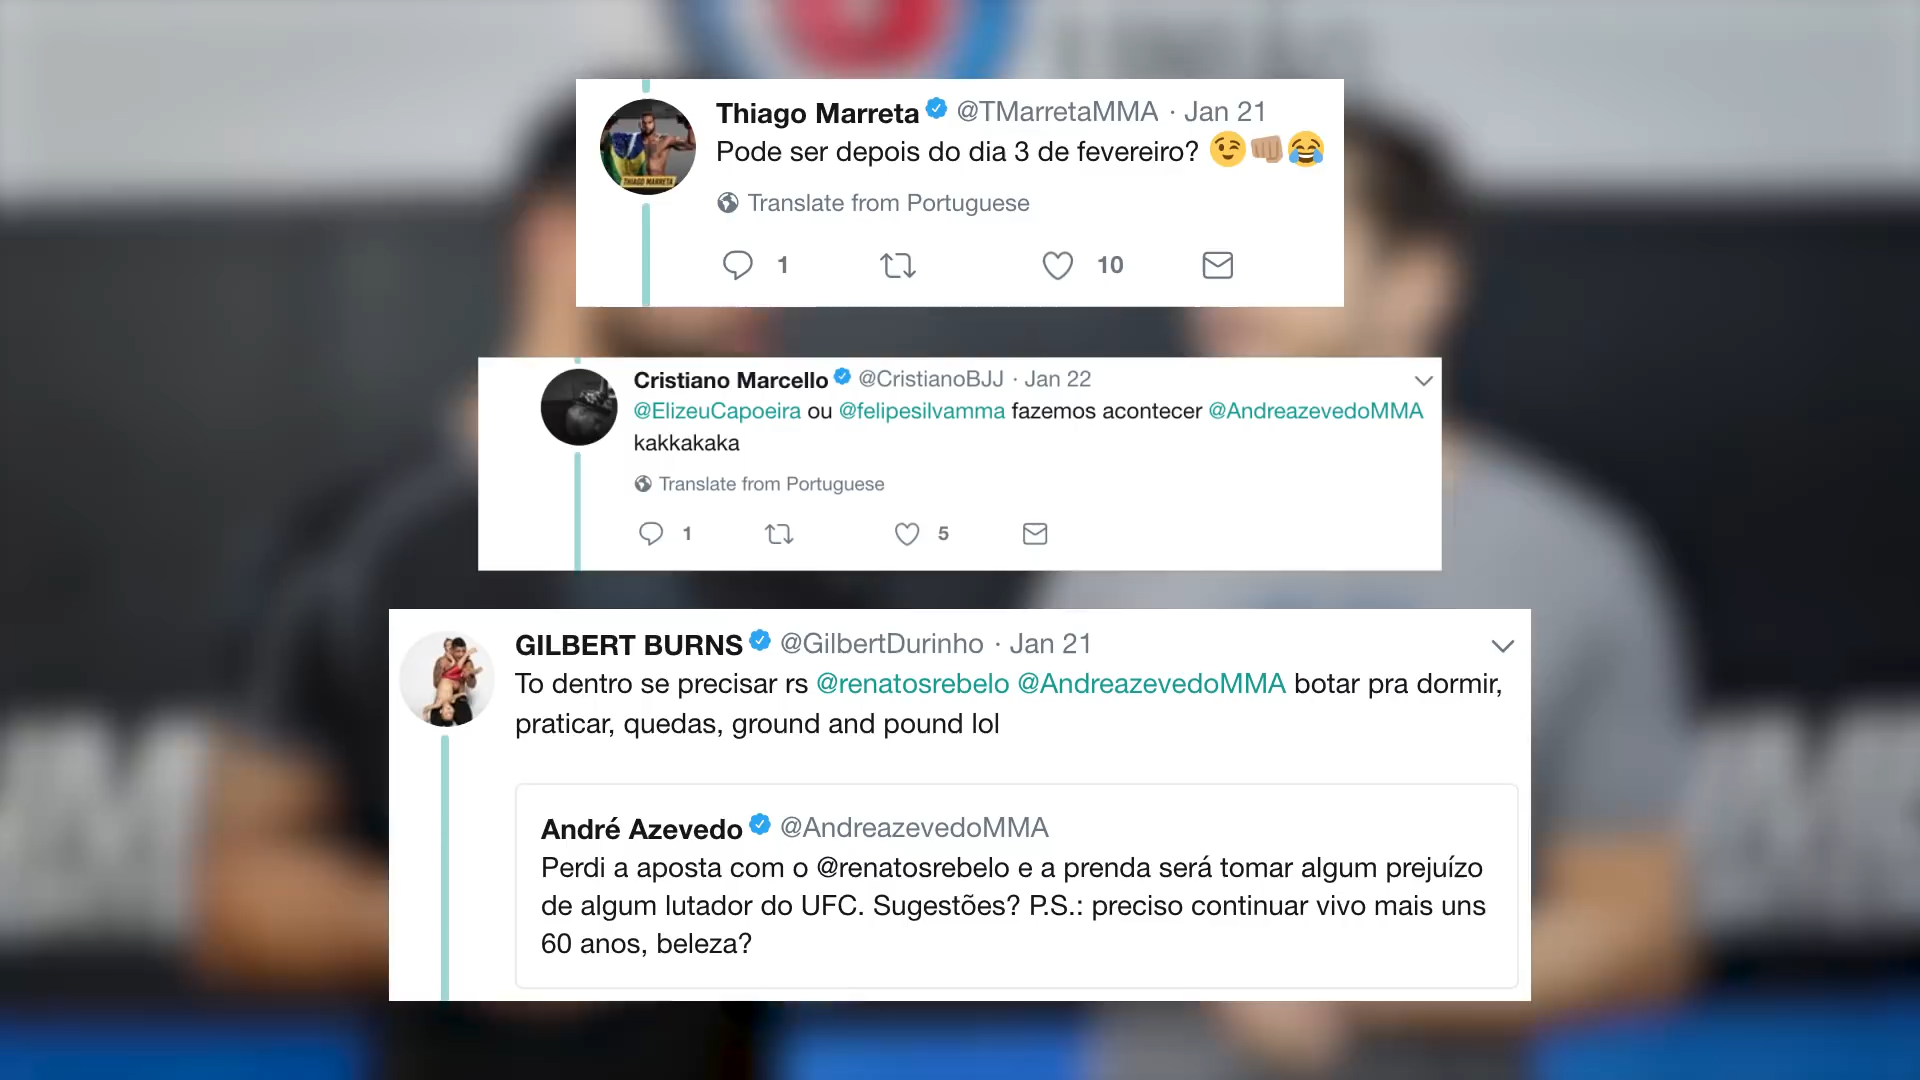 Thiago Marreta @TMarretaMMA · Jan 21
Pode ser depois do dia 3 de fevereiro? 😉👊🏽😂
Translate from Portuguese
1 10
Cristiano Marcello @CristianoBJJ · Jan 22
@ElizeuCapoeira ou @felipesilvamma fazemos acontecer @AndreazevedoMMA
kakkakaka
Translate from Portuguese
1 5
GILBERT BURNS @GilbertDurinho · Jan 21
To dentro se precisar rs @renatosrebelo @AndreazevedoMMA botar pra dormir,
praticar, quedas, ground and pound lol
André Azevedo @AndreazevedoMMA
Perdi a aposta com o @renatosrebelo e a prenda será tomar algum prejuízo
de algum lutador do UFC. Sugestões? P.S.: preciso continuar vivo mais uns
60 anos, beleza?